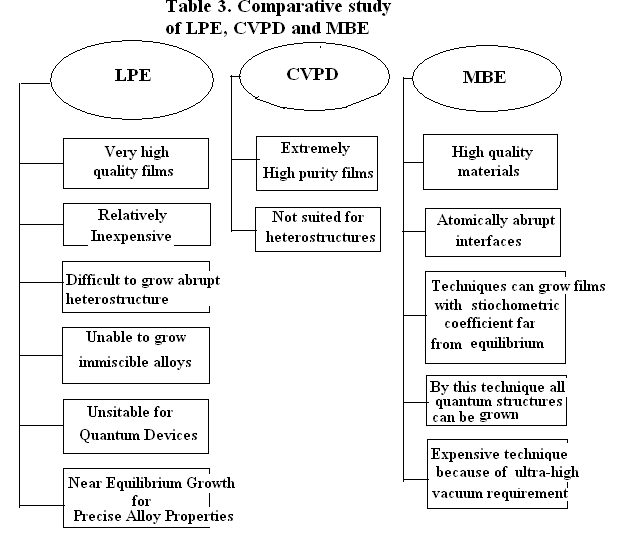 Table 3. Comparative study
of LPE, CVPD and MBE
LPE
Very high
quality films
Relatively
Inexpensive
Difficult to grow abrupt
heterostructure
Unable to grow
immiscible alloys
Unsitable for
Quantum Devices
Near Equilibrium Growth
for
Precise Alloy Properties
CVPD
Extremely
High purity films
Not suited for
heterostructures
MBE
High quality
materials
Atomically abrupt
interfaces
Techniques can grow films
with stiochometric
coefficient far
from equilibrium
By this technique all
quantum structures
can be grown
Expensive technique
because of ultra-high
vacuum requirement